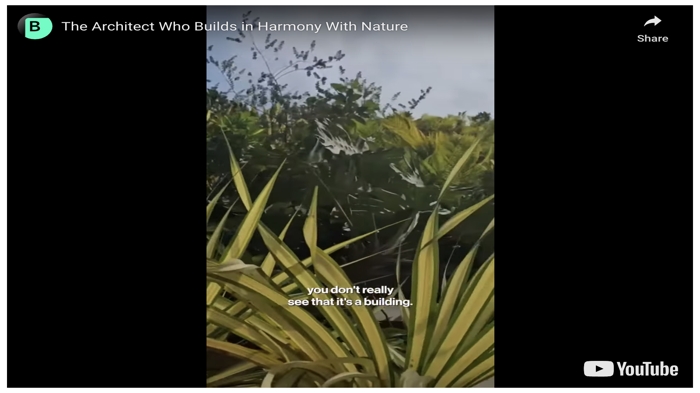 B
The Architect Who Builds in Harmony With Nature
Share
you don't really
see that it's a building.
YouTube